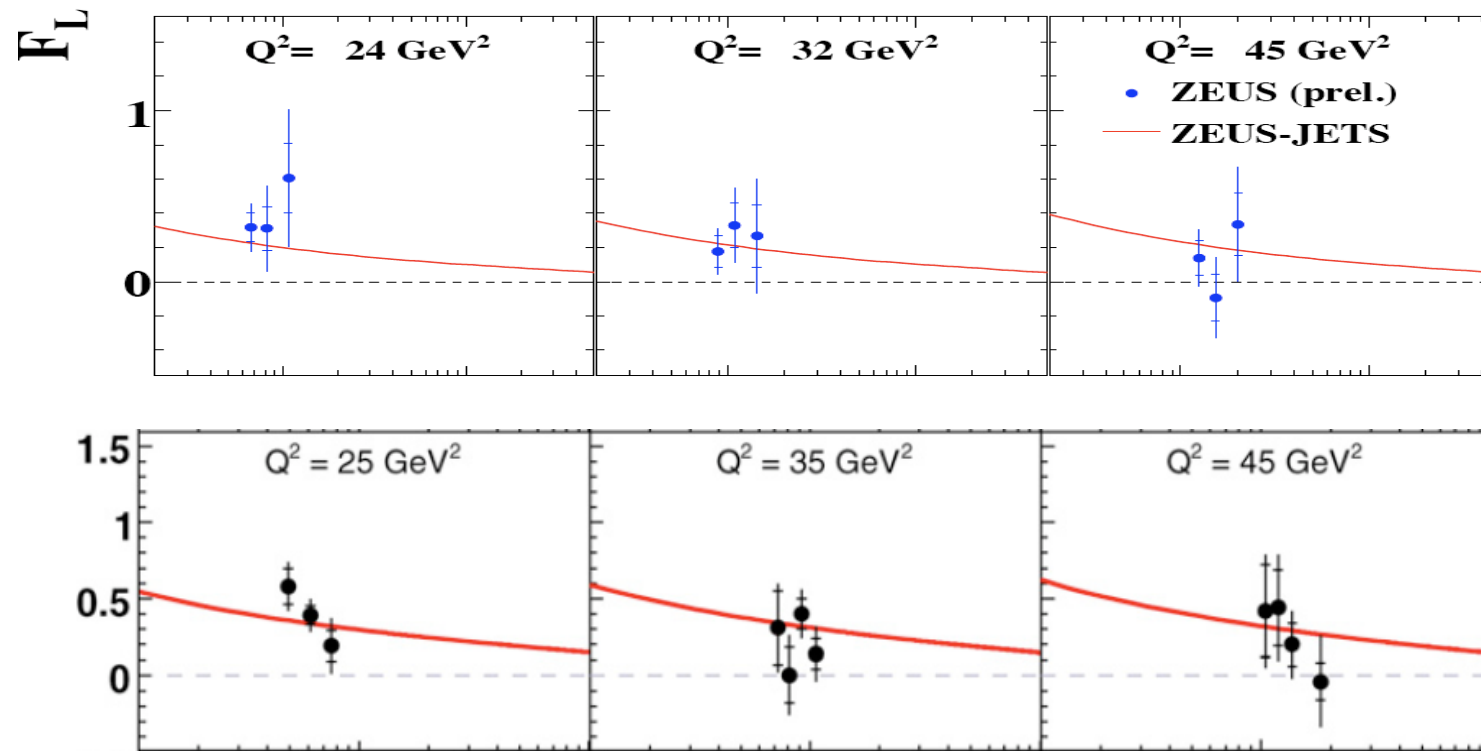 F_L
Q²= 24 GeV²
Q²= 32 GeV²
Q²= 45 GeV²
ZEUS (prel.)
ZEUS-JETS
1
0
Q² = 25 GeV²
Q² = 35 GeV²
Q² = 45 GeV²
1.5
1
0.5
0